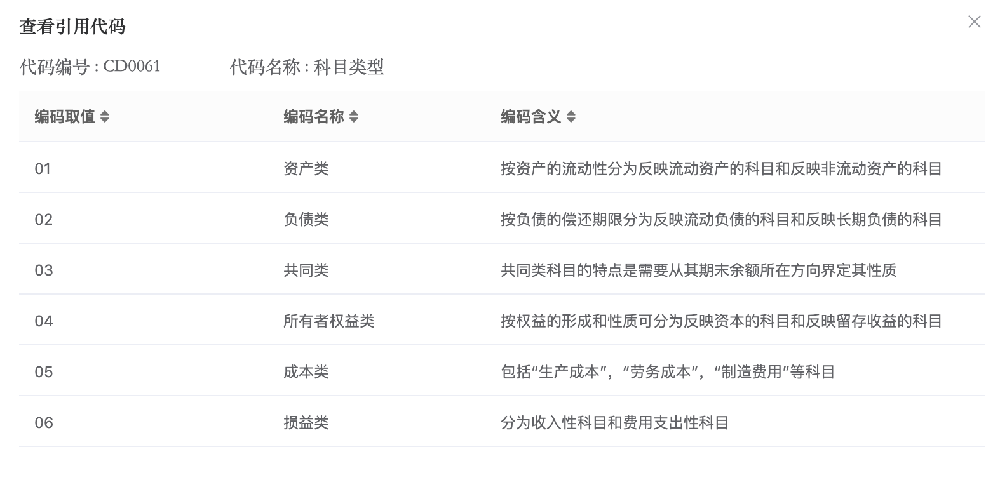 查看引用代码
代码编号 : CD0061 代码名称 : 科目类型
编码取值 编码名称 编码含义
01 资产类 按资产的流动性分为反映流动资产的科目和反映非流动资产的科目
02 负债类 按负债的偿还期限分为反映流动负债的科目和反映长期负债的科目
03 共同类 共同类科目的特点是需要从其期末余额所在方向界定其性质
04 所有者权益类 按权益的形成和性质可分为反映资本的科目和反映留存收益的科目
05 成本类 包括“生产成本”，“劳务成本”，“制造费用”等科目
06 损益类 分为收入性科目和费用支出性科目